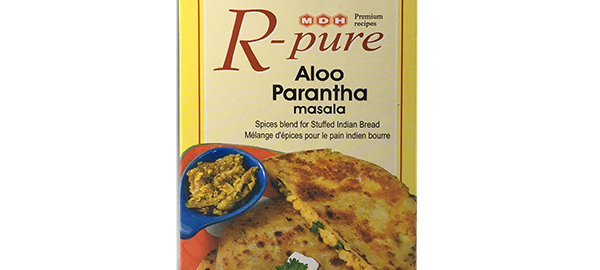 MDH Premium
recipes
R-pure
Aloo
Parantha
masala
Spices blend for Stuffed Indian Bread
Mélange d'épices pour le pain indien bourre